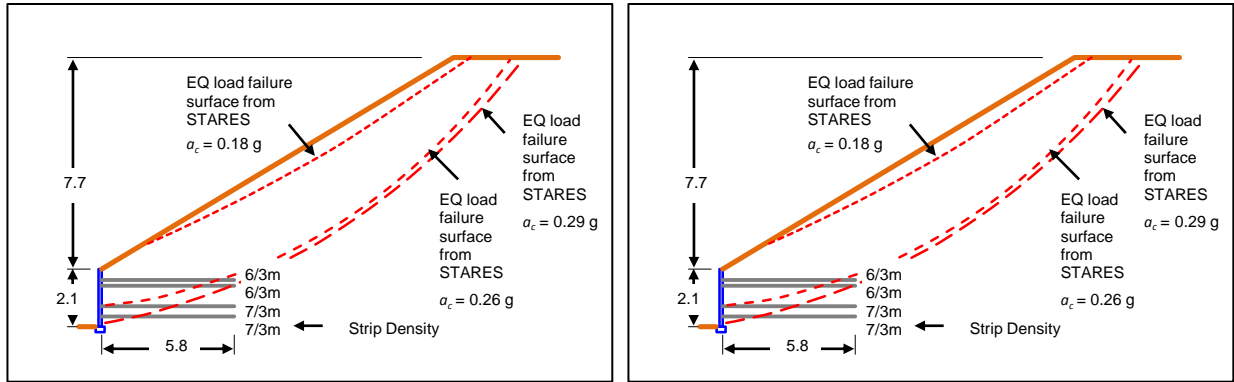 EQ load failure
surface from
STARES
a_c = 0.18 g
EQ load
failure
surface
from
STARES
a_c = 0.29 g
EQ load
failure
surface
from
STARES
a_c = 0.26 g
7.7
2.1
6/3m
6/3m
7/3m
7/3m
Strip Density
5.8
EQ load failure
surface from
STARES
a_c = 0.18 g
EQ load
failure
surface
from
STARES
a_c = 0.29 g
EQ load
failure
surface
from
STARES
a_c = 0.26 g
7.7
2.1
6/3m
6/3m
7/3m
7/3m
Strip Density
5.8